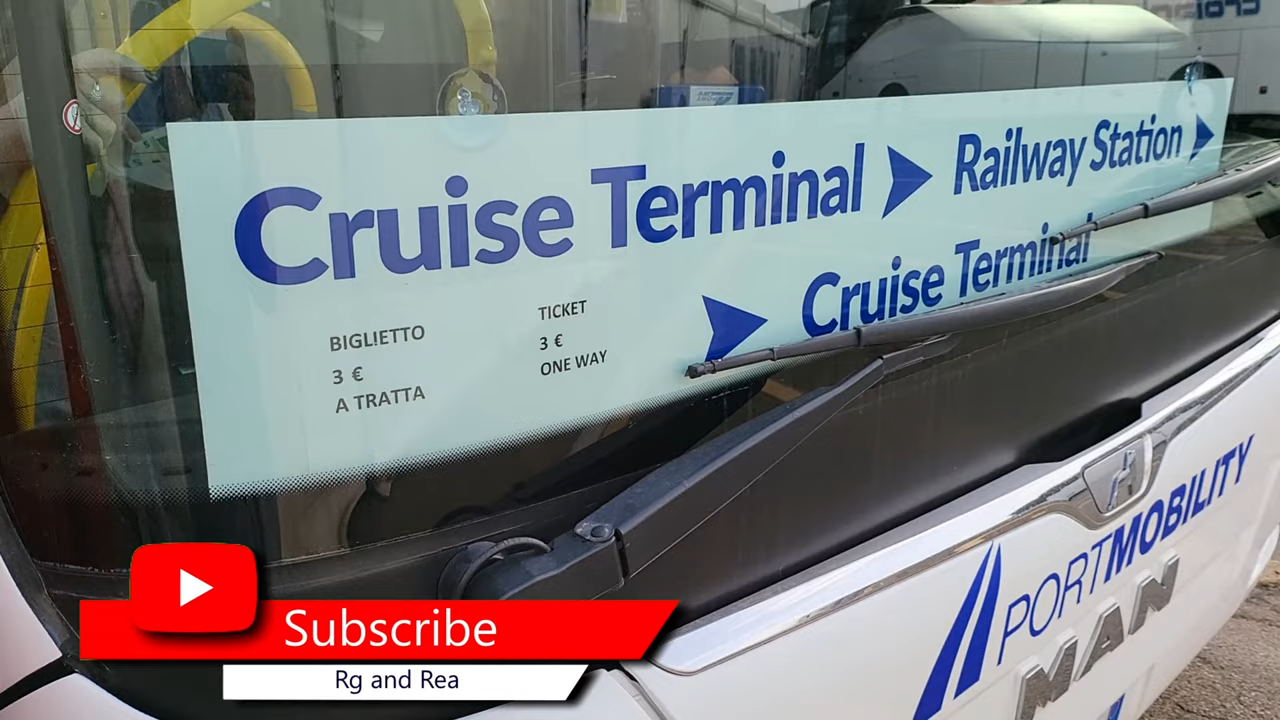 Cruise Terminal ➤ Railway Station ➤
➤ Cruise Terminal
BIGLIETTO
3 €
A TRATTA
TICKET
3 €
ONE WAY
PORTMOBILITY
MAN
Subscribe
Rg and Rea